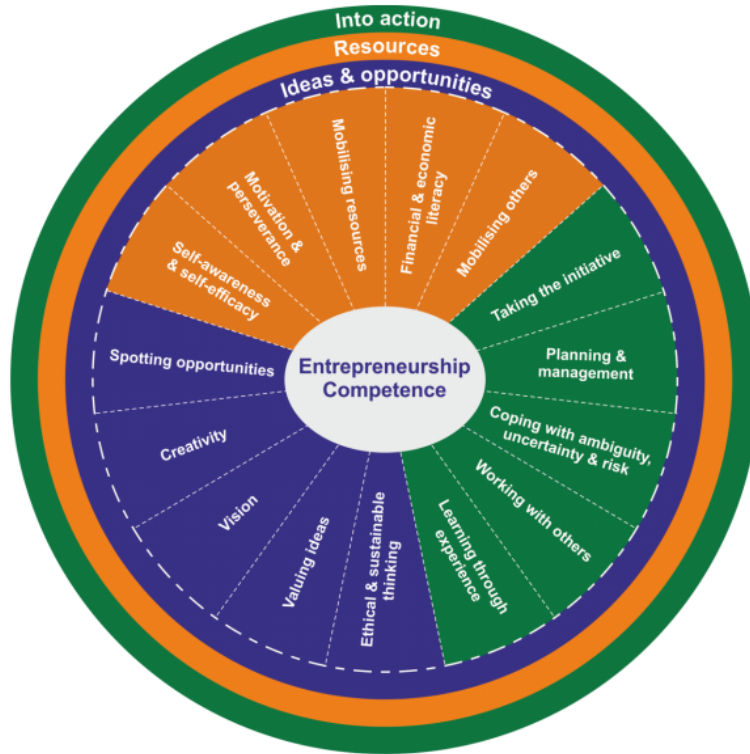 Into action
Resources
Ideas & opportunities
Self-awareness
& self-efficacy
Motivation &
perseverance
Mobilising resources
Financial & economic
literacy
Mobilising others
Taking the initiative
Planning &
management
Coping with ambiguity,
uncertainty & risk
Working with others
Learning through
experience
Ethical & sustainable
thinking
Valuing ideas
Vision
Creativity
Spotting opportunities
Entrepreneurship
Competence